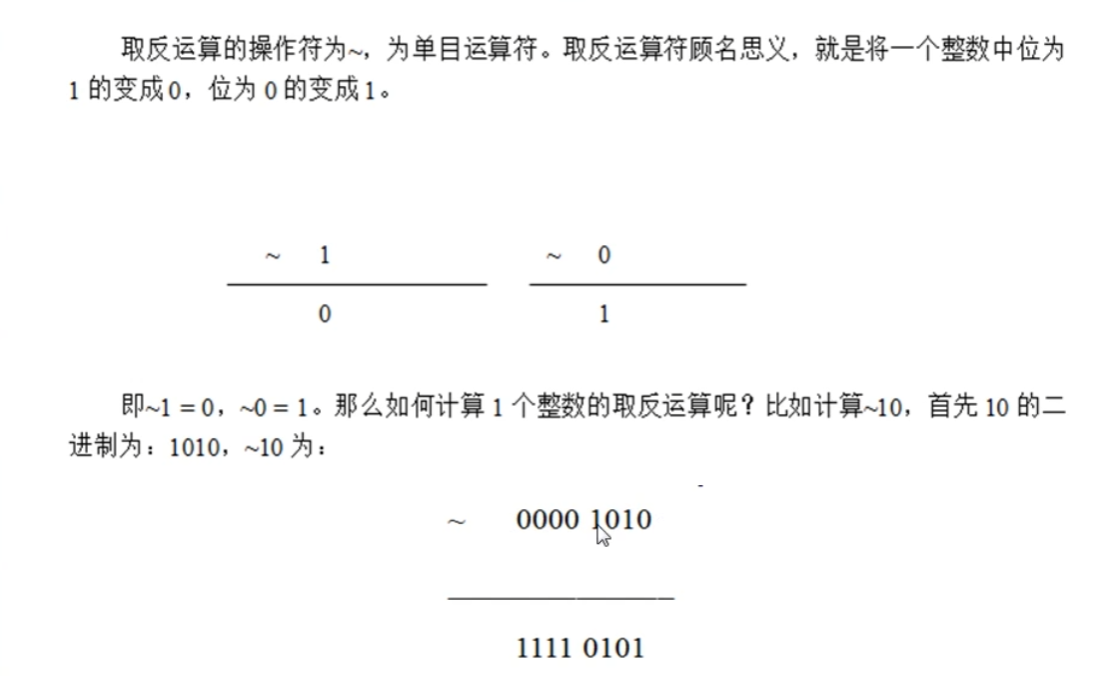 取反运算的操作符为~，为单目运算符。取反运算符顾名思义，就是将一个整数中位为
1 的变成 0，位为 0 的变成 1。
~ 1 ~ 0
0 1
即~1 = 0，~0 = 1。那么如何计算 1 个整数的取反运算呢？比如计算~10，首先 10 的二
进制为：1010，~10 为：
~ 0000 1010
1111 0101